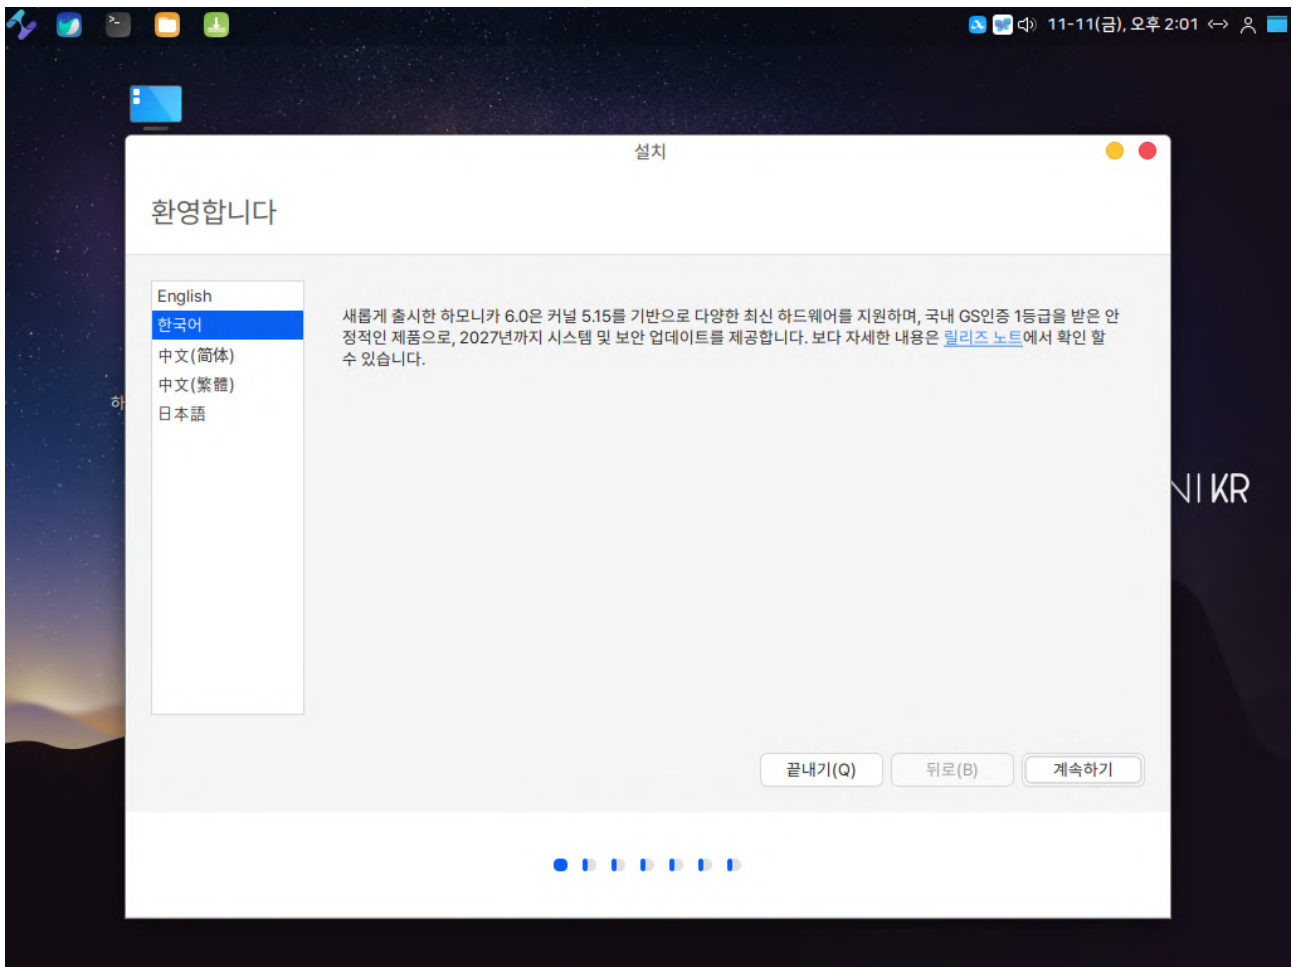 11-11(금), 오후 2:01
설치
환영합니다
English
한국어
中文(简体)
中文(繁體)
日本語
새롭게 출시한 하모니카 6.0은 커널 5.15를 기반으로 다양한 최신 하드웨어를 지원하며, 국내 GS인증 1등급을 받은 안
정적인 제품으로, 2027년까지 시스템 및 보안 업데이트를 제공합니다. 보다 자세한 내용은 릴리즈 노트에서 확인 할
수 있습니다.
하
NI KR
끝내기(Q)
뒤로(B)
계속하기